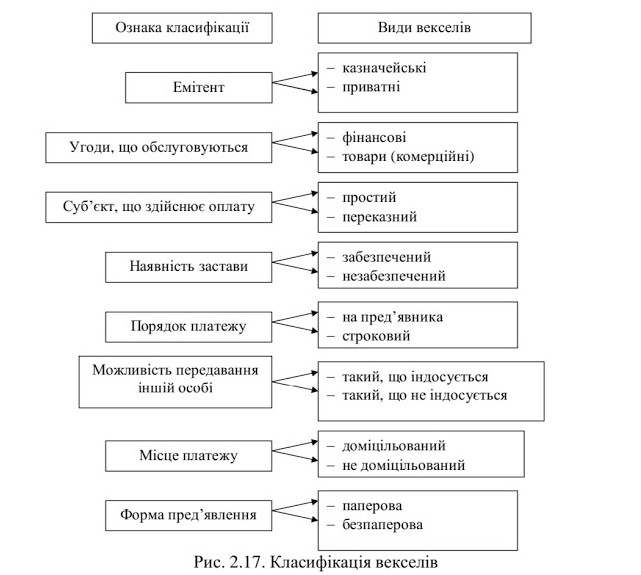 Ознака класифікації
Види векселів
Емітент
– казначейські
– приватні
Угоди, що обслуговуються
– фінансові
– товари (комерційні)
Суб’єкт, що здійснює оплату
– простий
– переказний
Наявність застави
– забезпечений
– незабезпечений
Порядок платежу
– на пред’явника
– строковий
Можливість передавання
іншій особі
– такий, що індосується
– такий, що не індосується
Місце платежу
– доміцільований
– не доміцільований
Форма пред’явлення
– паперова
– безпаперова
Рис. 2.17. Класифікація векселів